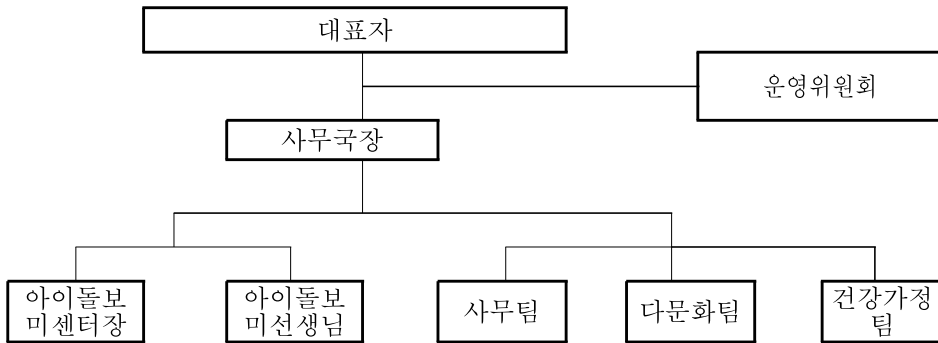 대표자
운영위원회
사무국장
아이돌보
미센터장
아이돌보
미선생님
사무팀
다문화팀
건강가정
팀